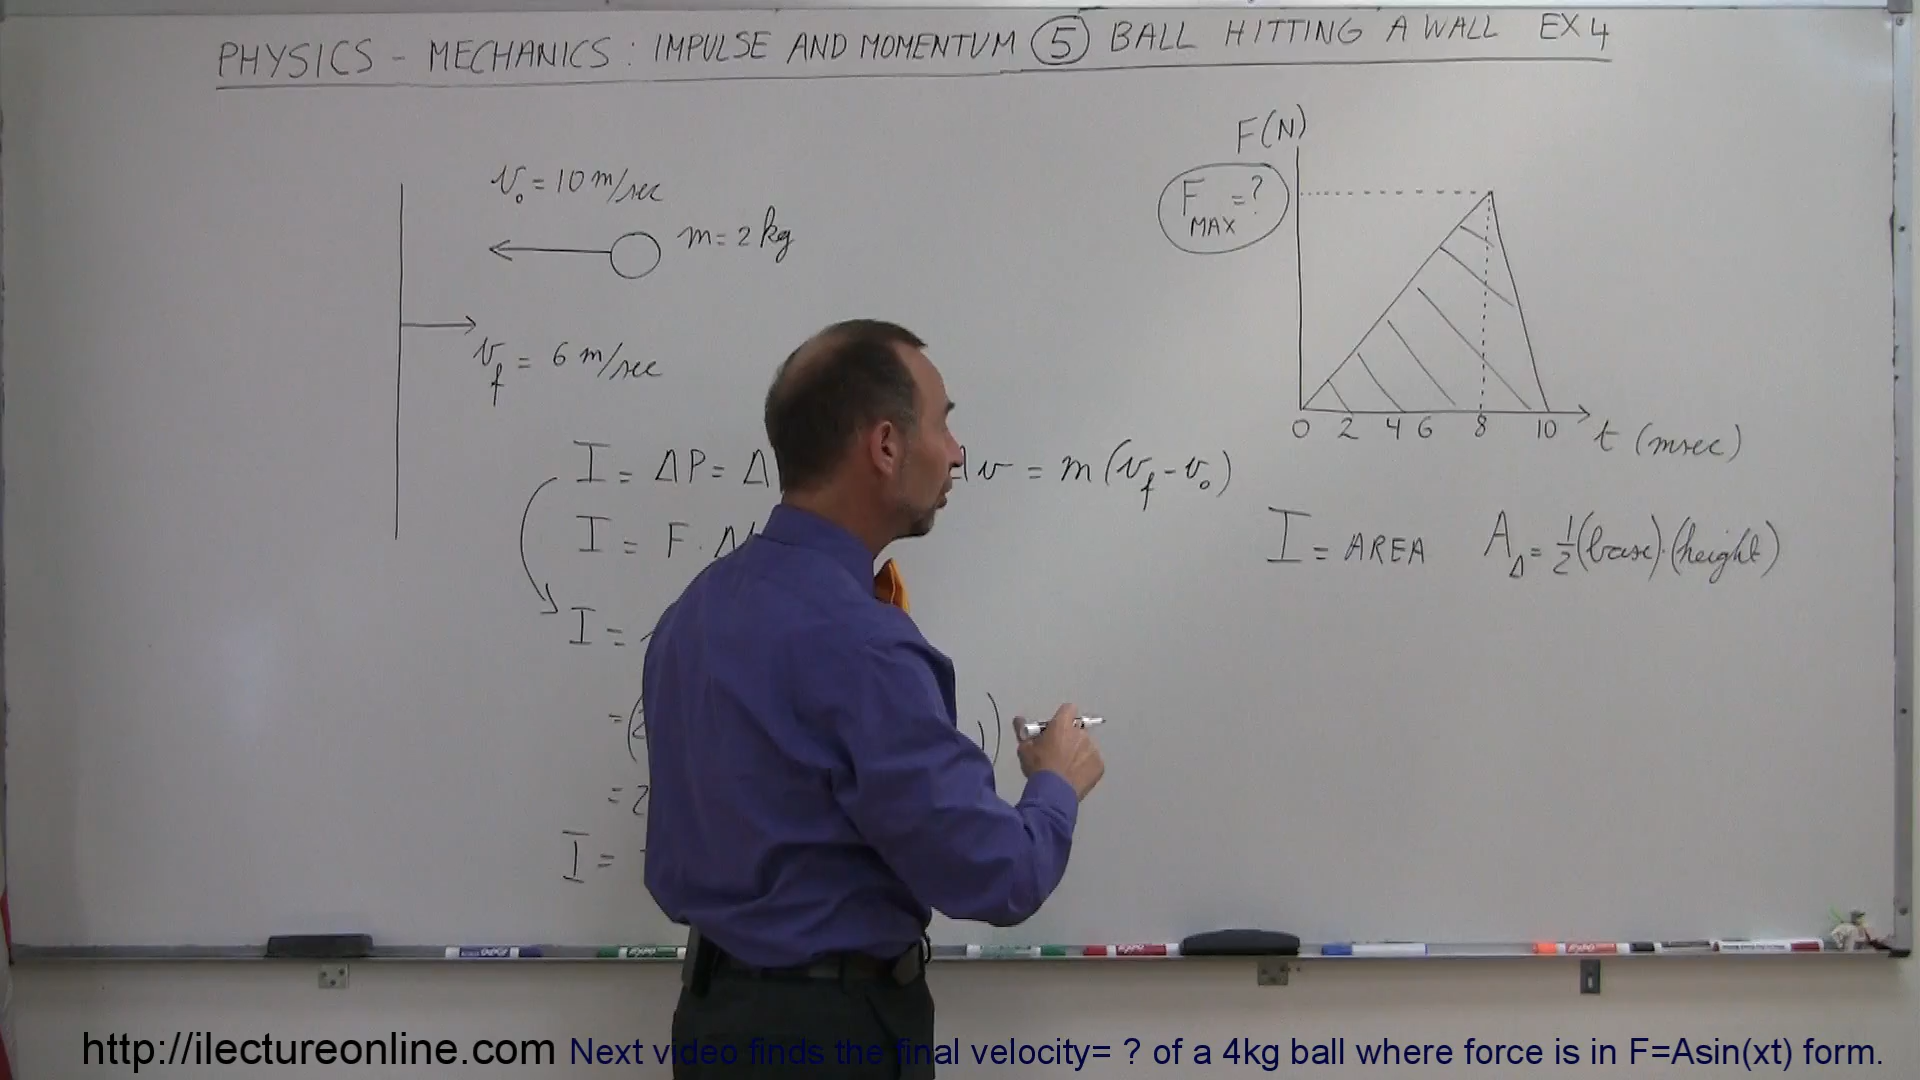 PHYSICS - MECHANICS: IMPULSE AND MOMENTUM 5 BALL HITTING A WALL EX 4
v₀ = 10 m/sec
m = 2 kg
v_f = 6 m/sec
F(N)
F_MAX = ?
0 2 4 6 8 10 t (msec)
I = ΔP = Δ v = m(v_f - v₀)
I = F · Δ
I =
= (2 )
= 2
I =
I = AREA A_Δ = ½(base)·(height)
http://ilectureonline.com Next video finds the final velocity= ? of a 4kg ball where force is in F=Asin(xt) form.